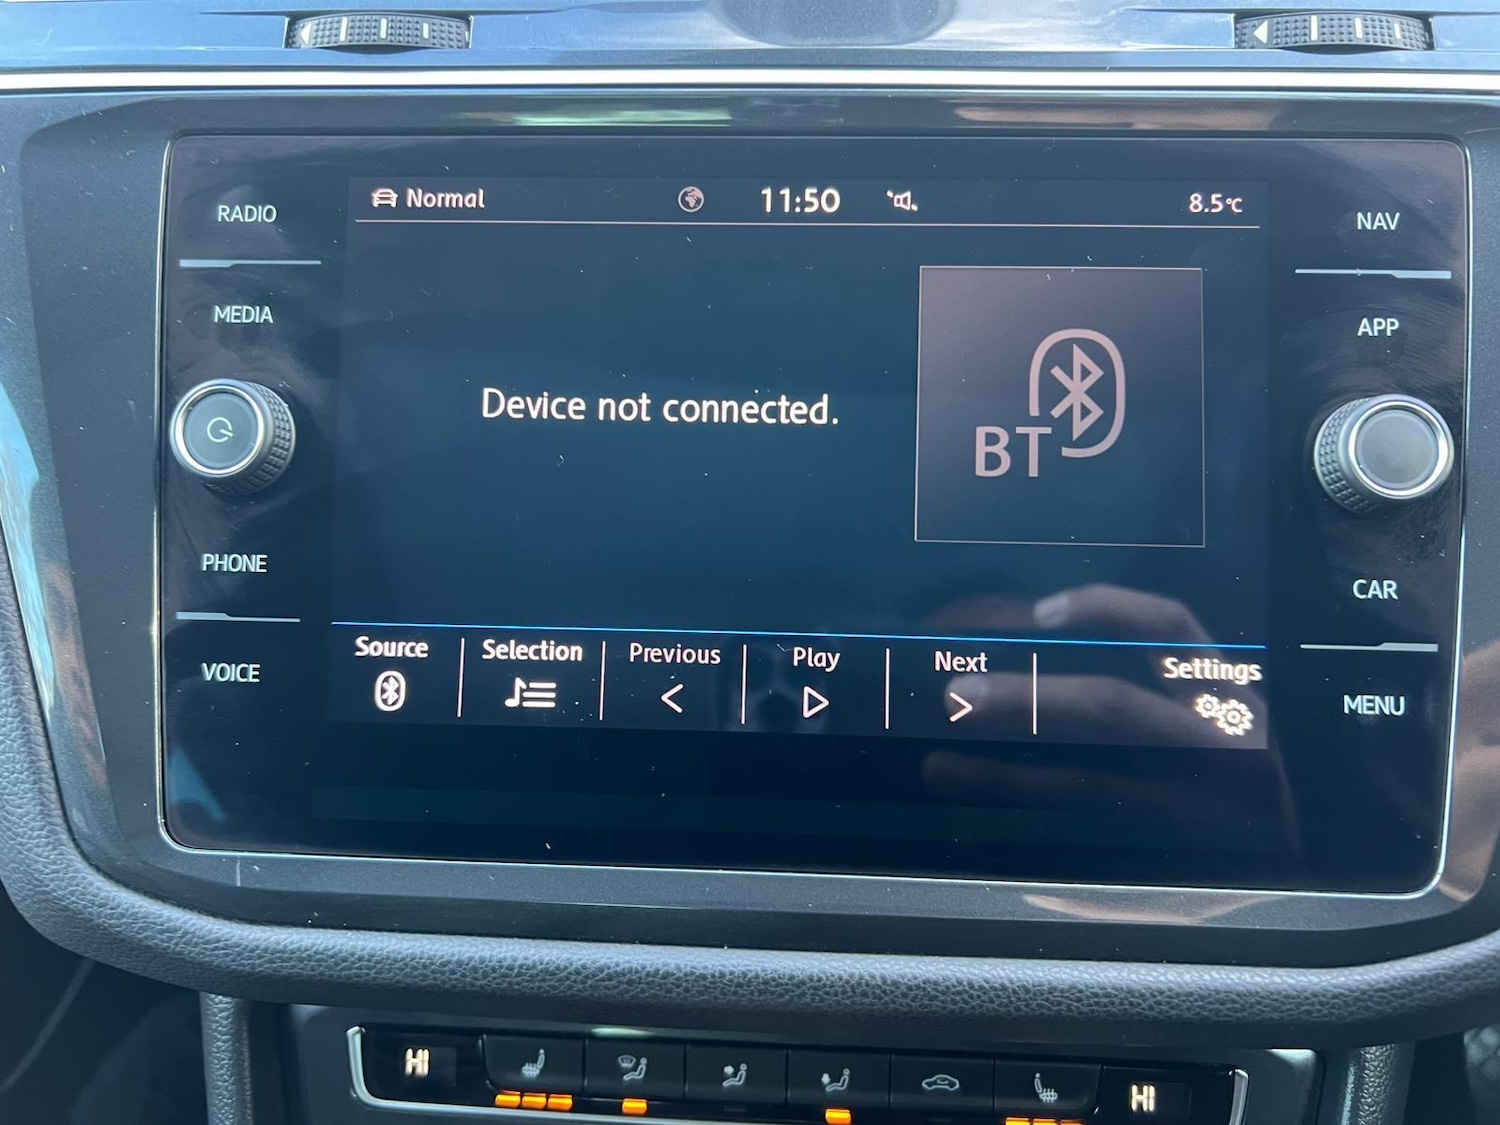 RADIO
MEDIA
PHONE
VOICE
Normal
11:50
8.5°C
Device not connected.
BT
Source
Selection
Previous
Play
Next
Settings
NAV
APP
CAR
MENU
HI
HI